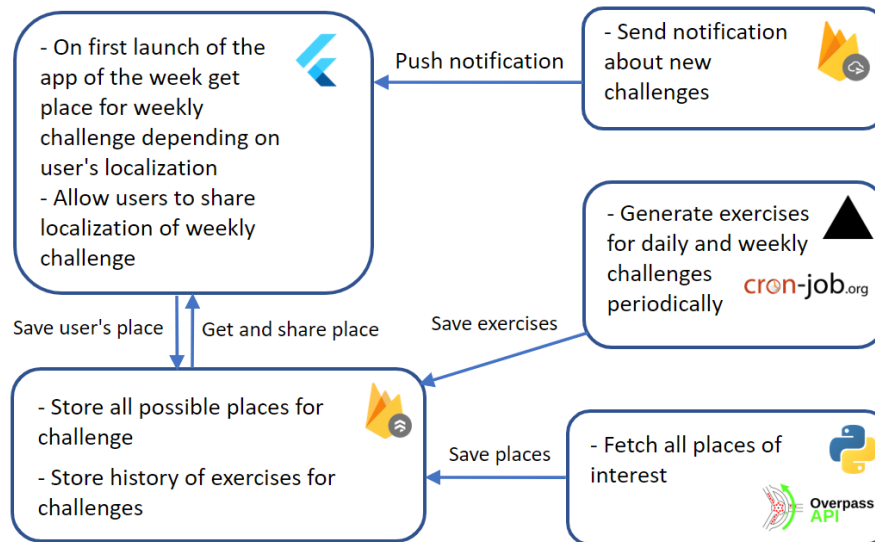 - On first launch of the
app of the week get
place for weekly
challenge depending on
user's localization
- Allow users to share
localization of weekly
challenge
Push notification
- Send notification
about new
challenges
- Generate exercises
for daily and weekly
challenges
periodically
cron-job.org
Save user's place
Get and share place
Save exercises
- Store all possible places for
challenge
- Store history of exercises for
challenges
Save places
- Fetch all places of
interest
Overpass
API